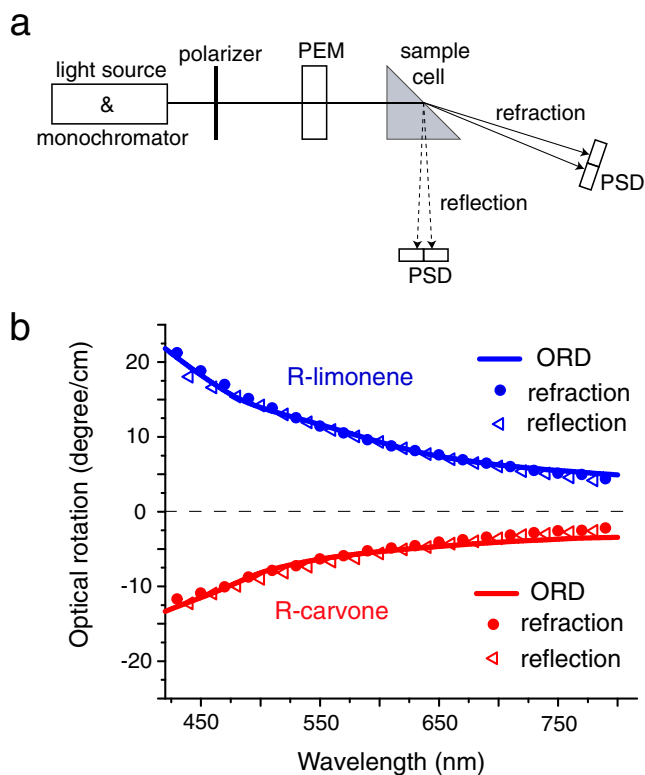 a
light source
&
monochromator
polarizer
PEM
sample
cell
refraction
PSD
reflection
PSD
b
Optical rotation (degree/cm)
20
10
0
-10
-20
R-limonene
ORD
refraction
reflection
R-carvone
ORD
refraction
reflection
450
550
650
750
Wavelength (nm)